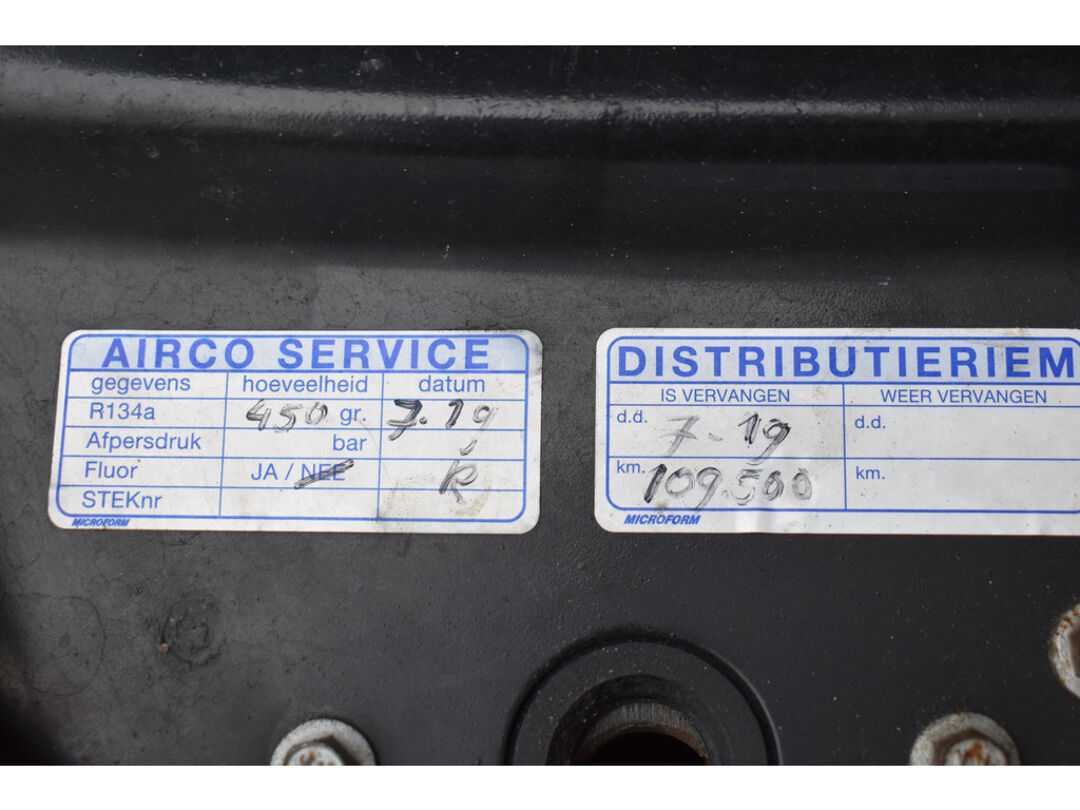 AIRCO SERVICE
gegevens hoeveelheid datum
R134a 450 gr. 7.19
Afpersdruk bar
Fluor JA / NEE R
STEKnr
MICROFORM
DISTRIBUTIERIEM
IS VERVANGEN WEER VERVANGEN
d.d. 7.19 d.d.
km. 109.500 km.
MICROFORM